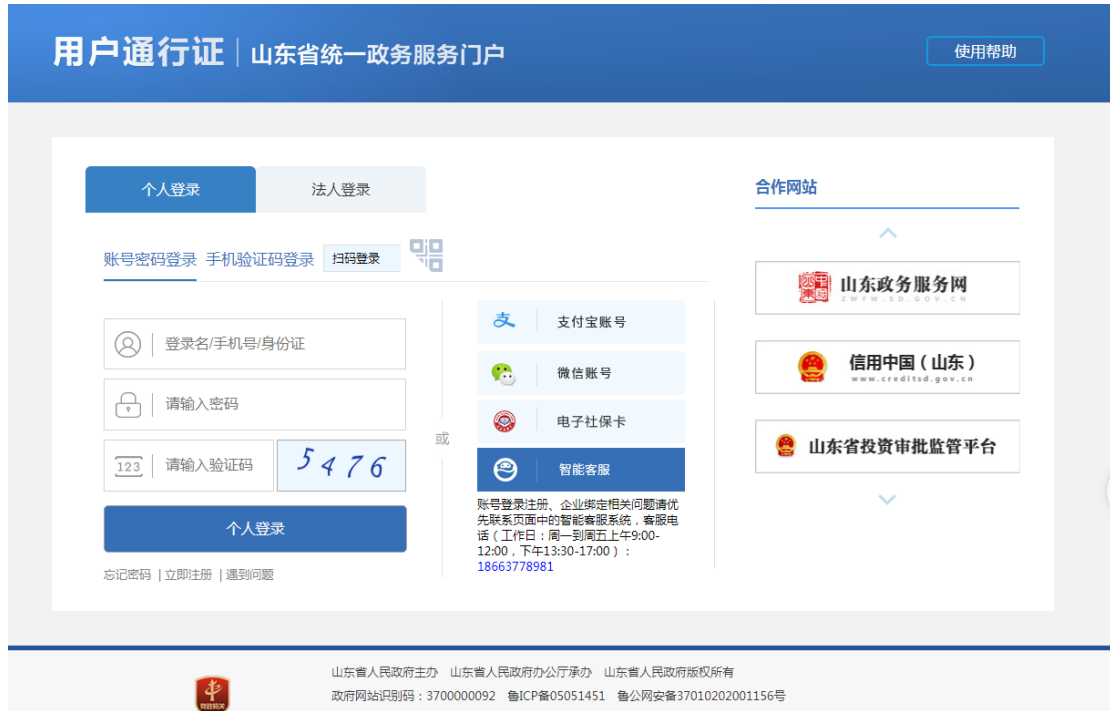 用户通行证 山东省统一政务服务门户
使用帮助
个人登录 法人登录
账号密码登录 手机验证码登录 扫码登录
登录名/手机号/身份证
请输入密码
123 请输入验证码 5476
个人登录
忘记密码 | 立即注册 | 遇到问题
或
支付宝账号
微信账号
电子社保卡
智能客服
账号登录注册、企业绑定相关问题请优
先联系页面中的智能客服系统，客服电
话（工作日：周一到周五上午9:00-
12:00，下午13:30-17:00）：
18663778981
合作网站
山东政务服务网
ZWFW.SD.GOV.CN
信用中国（山东）
www.creditsd.gov.cn
山东省投资审批监管平台
山东省人民政府主办 山东省人民政府办公厅承办 山东省人民政府版权所有
政府网站识别码：3700000092 鲁ICP备05051451 鲁公网安备37010202001156号
党政机关